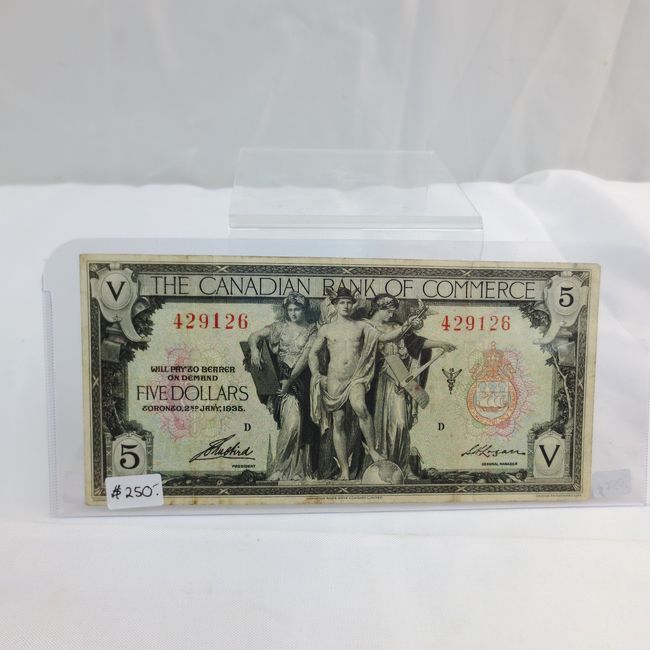 V THE CANADIAN BANK OF COMMERCE 5
429126 429126
WILL PAY TO BEARER
ON DEMAND
FIVE DOLLARS
TORONTO, 2ND JANY, 1935.
D D
PRESIDENT GENERAL MANAGER
5 V
$250.-